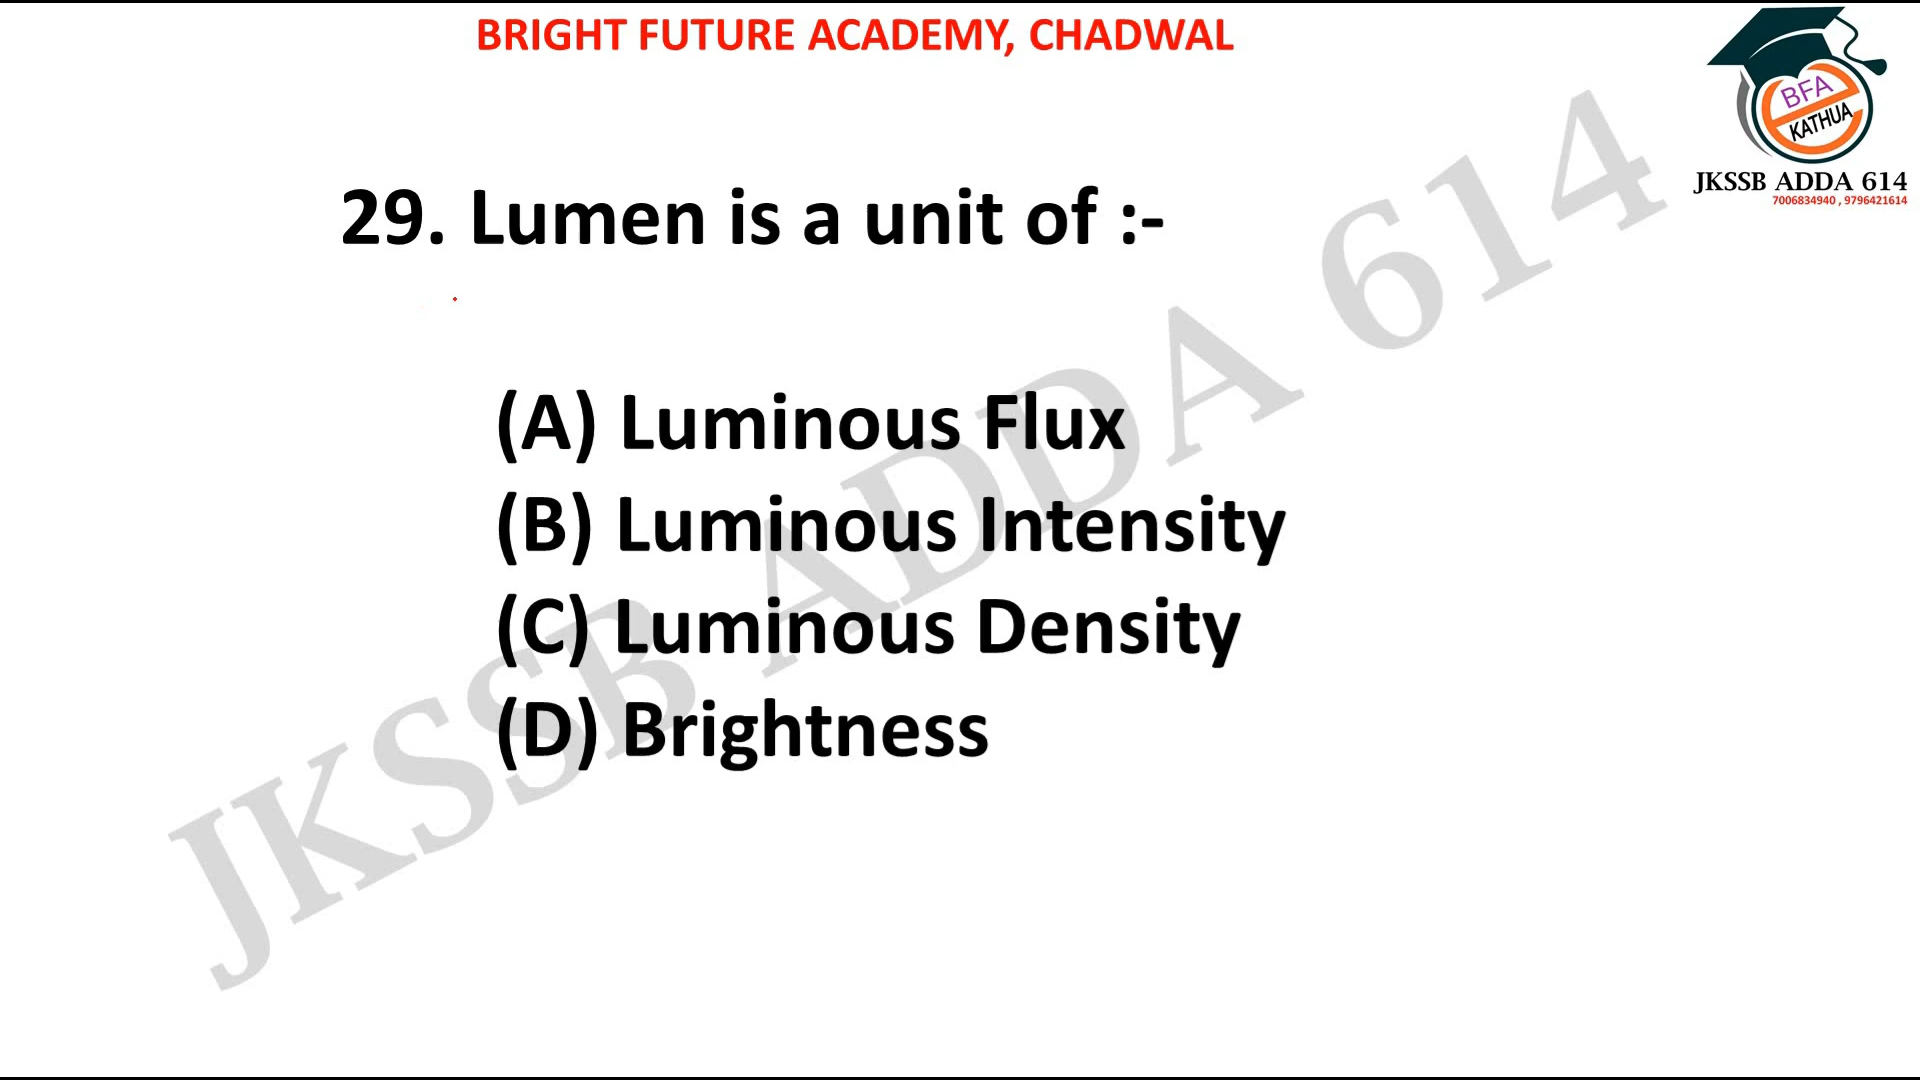 BRIGHT FUTURE ACADEMY, CHADWAL
BFA
KATHUA
JKSSB ADDA 614
7006834940 , 9796421614
29. Lumen is a unit of :-
(A) Luminous Flux
(B) Luminous Intensity
(C) Luminous Density
(D) Brightness
JKSSB ADDA 614